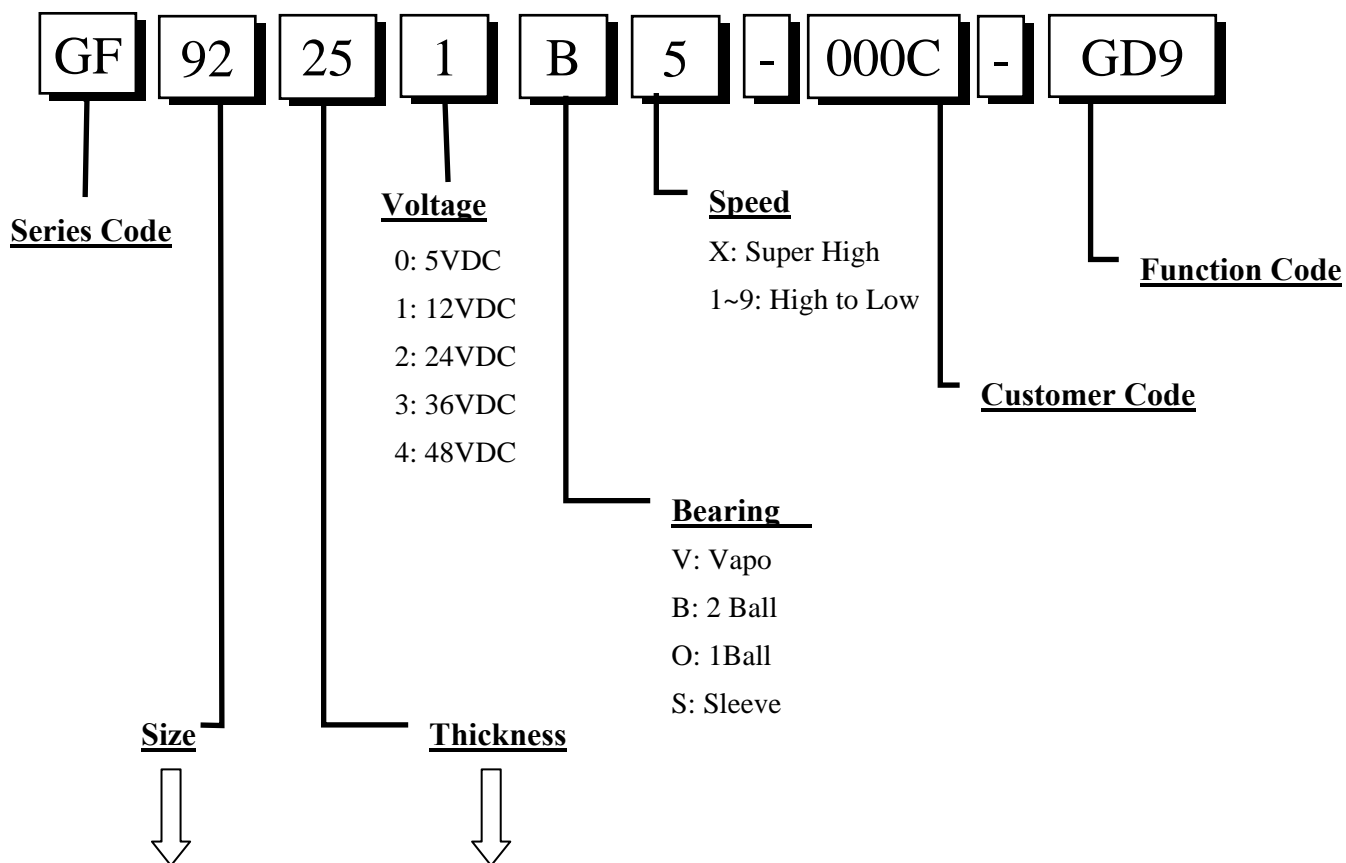 GF 92 25 1 B 5 - 000C - GD9
Series Code
Voltage
0: 5VDC
1: 12VDC
2: 24VDC
3: 36VDC
4: 48VDC
Speed
X: Super High
1~9: High to Low
Function Code
Customer Code
Bearing
V: Vapo
B: 2 Ball
O: 1Ball
S: Sleeve
Size
Thickness